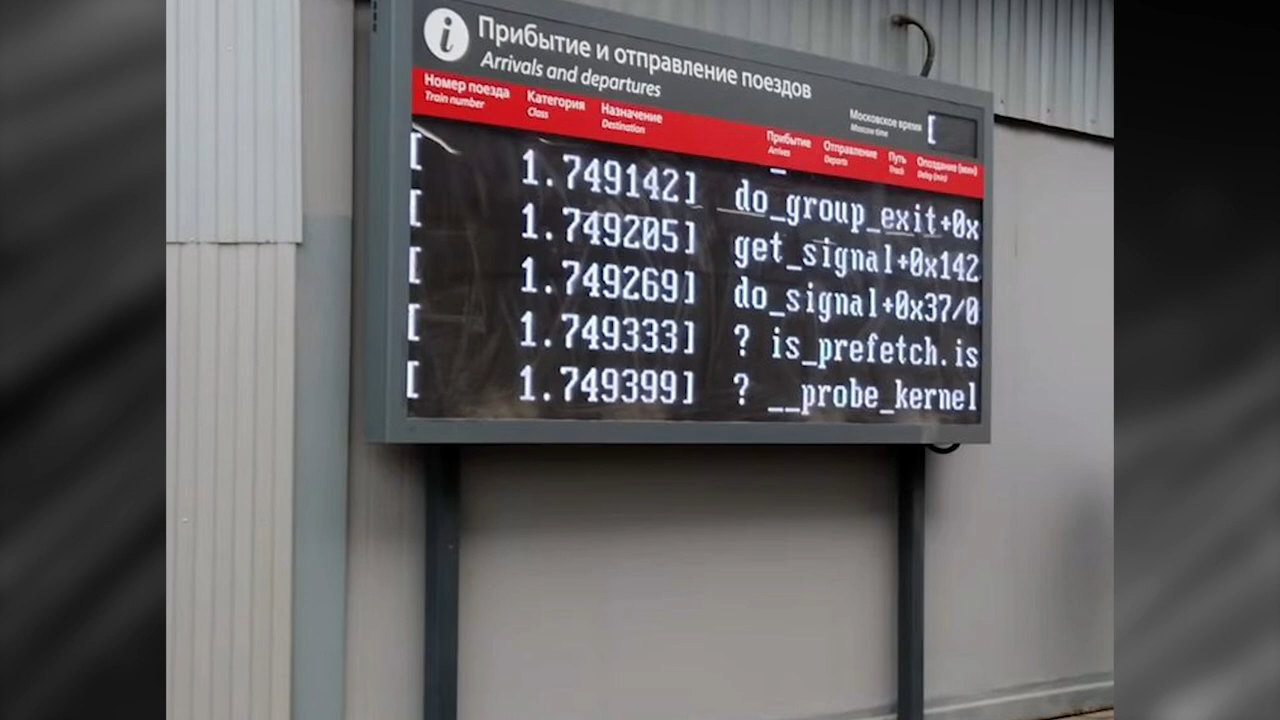 i
Прибытие и отправление поездов
Arrivals and departures
Номер поезда
Train number
Категория
Class
Назначение
Destination
Прибытие
Arrives
Отправление
Departs
Путь
Track
Опоздание (мин)
Delay (min)
Московское время
Moscow time
[
[ 1.749142] do_group_exit+0x
[ 1.749205] get_signal+0x142
[ 1.749269] do_signal+0x37/0
[ 1.749333] ? is_prefetch.is
[ 1.749399] ? __probe_kernel